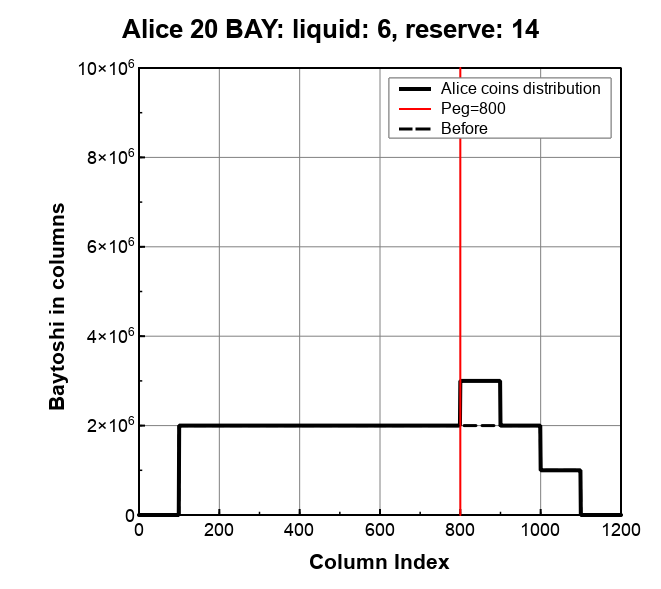 Alice 20 BAY: liquid: 6, reserve: 14
Alice coins distribution
Peg=800
Before
10×10⁶
8×10⁶
6×10⁶
4×10⁶
2×10⁶
0
0 200 400 600 800 1000 1200
Baytoshi in columns
Column Index